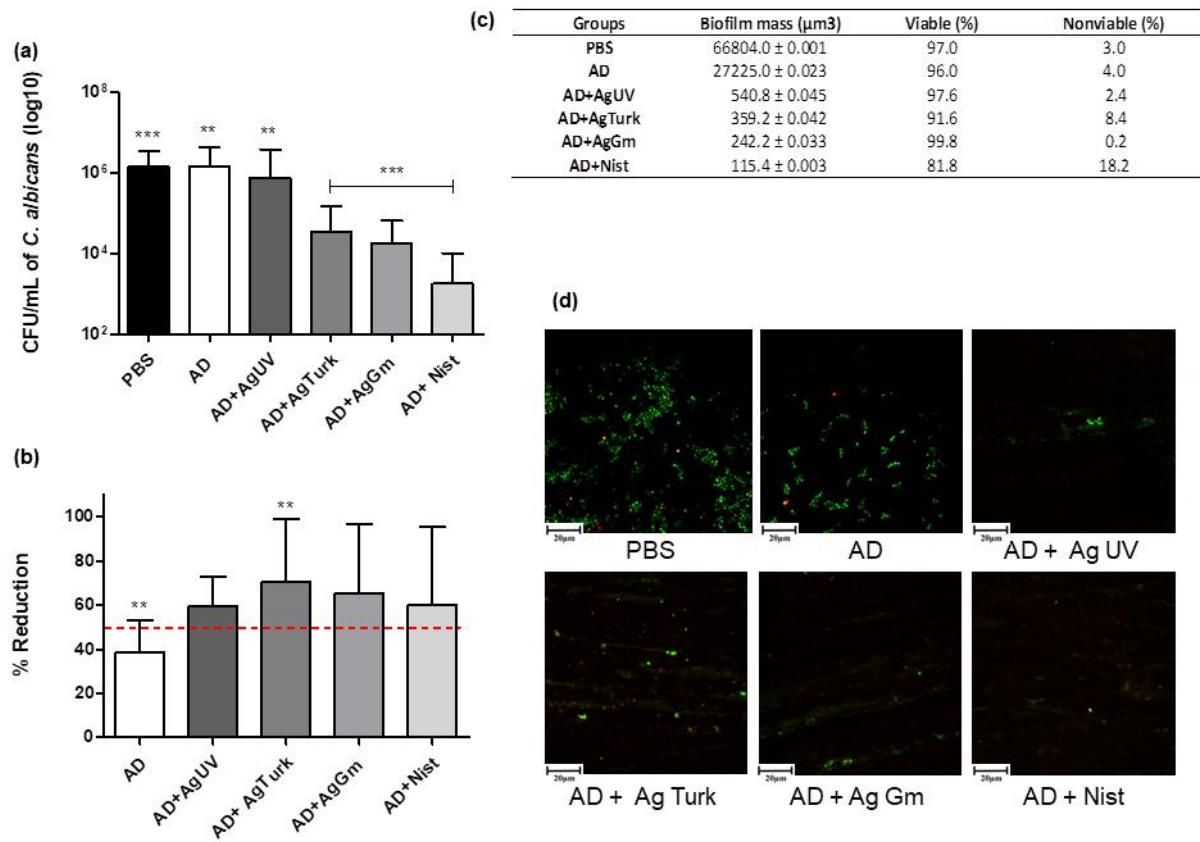 (a)
CFU/mL of C. albicans (log10)
10⁸
10⁶
10⁴
10²
***
**
**
***
PBS
AD
AD+AgUV
AD+AgTurk
AD+AgGm
AD+ Nist
(b)
% Reduction
100
80
60
40
20
0
**
**
AD
AD+AgUV
AD+ AgTurk
AD+AgGm
AD+Nist
(c)
Groups Biofilm mass (µm3) Viable (%) Nonviable (%)
PBS 66804.0 ± 0.001 97.0 3.0
AD 27225.0 ± 0.023 96.0 4.0
AD+AgUV 540.8 ± 0.045 97.6 2.4
AD+AgTurk 359.2 ± 0.042 91.6 8.4
AD+AgGm 242.2 ± 0.033 99.8 0.2
AD+Nist 115.4 ± 0.003 81.8 18.2
(d)
20µm
20µm
20µm
PBS
AD
AD + Ag UV
20µm
20µm
20µm
AD + Ag Turk
AD + Ag Gm
AD + Nist